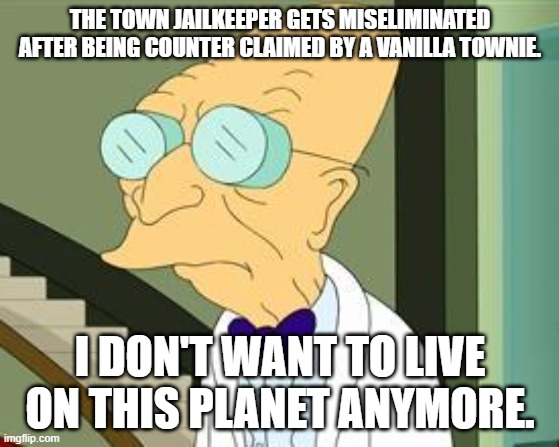 THE TOWN JAILKEEPER GETS MISELIMINATED
AFTER BEING COUNTER CLAIMED BY A VANILLA TOWNIE.
I DON'T WANT TO LIVE
ON THIS PLANET ANYMORE.
imgflip.com